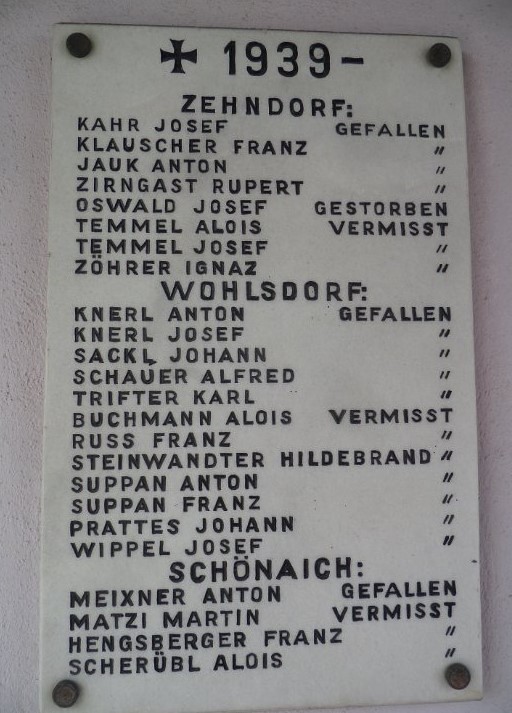 ✠ 1939–
ZEHNDORF:
KAHR JOSEF GEFALLEN
KLAUSCHER FRANZ "
JAUK ANTON "
ZIRNGAST RUPERT "
OSWALD JOSEF GESTORBEN
TEMMEL ALOIS VERMISST
TEMMEL JOSEF "
ZÖHRER IGNAZ "
WOHLSDORF:
KNERL ANTON GEFALLEN
KNERL JOSEF "
SACKL JOHANN "
SCHAUER ALFRED "
TRIFTER KARL "
BUCHMANN ALOIS VERMISST
RUSS FRANZ "
STEINWANDTER HILDEBRAND "
SUPPAN ANTON "
SUPPAN FRANZ "
PRATTES JOHANN "
WIPPEL JOSEF "
SCHÖNAICH:
MEIXNER ANTON GEFALLEN
MATZI MARTIN VERMISST
HENGSBERGER FRANZ "
SCHERÜBL ALOIS "